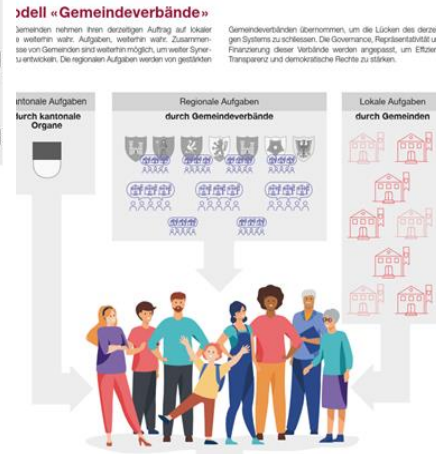 odell «Gemeindeverbände»
Gemeinden nehmen ihren derzeitigen Auftrag auf lokaler
weiterhin wahr. Aufgaben, weiterhin wahr. Zusammen-
sse von Gemeinden sind weiterhin möglich, um weiter Syner-
zu entwickeln. Die regionalen Aufgaben werden von gestärkten
Gemeindeverbänden übernommen, um die Lücken des derze
gen Systems zu schliessen. Die Governance, Repräsentativität u
Finanzierung dieser Verbände werden angepasst, um Effizien
Transparenz und demokratische Rechte zu stärken.
ntonale Aufgaben
durch kantonale
Organe
Regionale Aufgaben
durch Gemeindeverbände
Lokale Aufgaben
durch Gemeinden